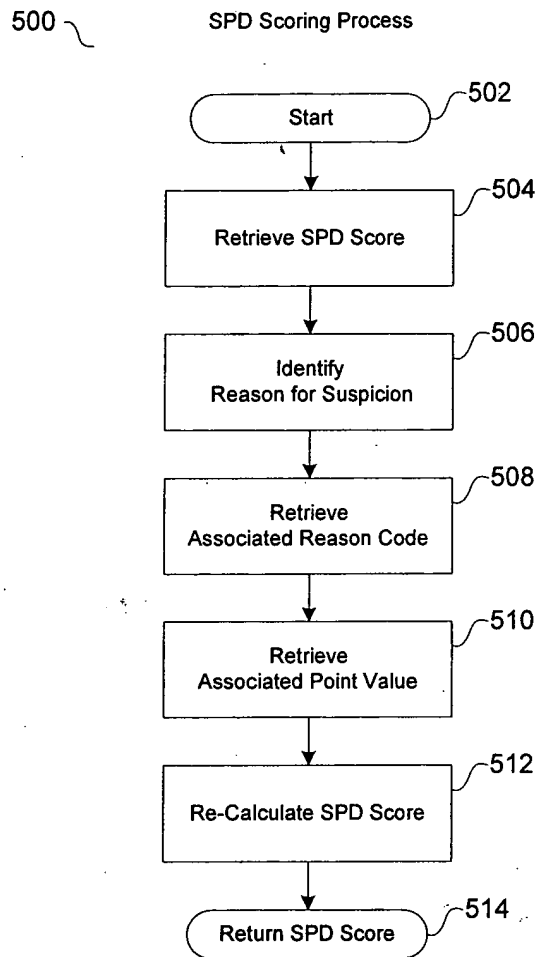 500
SPD Scoring Process
502
Start
504
Retrieve SPD Score
506
Identify
Reason for Suspicion
508
Retrieve
Associated Reason Code
510
Retrieve
Associated Point Value
512
Re-Calculate SPD Score
514
Return SPD Score